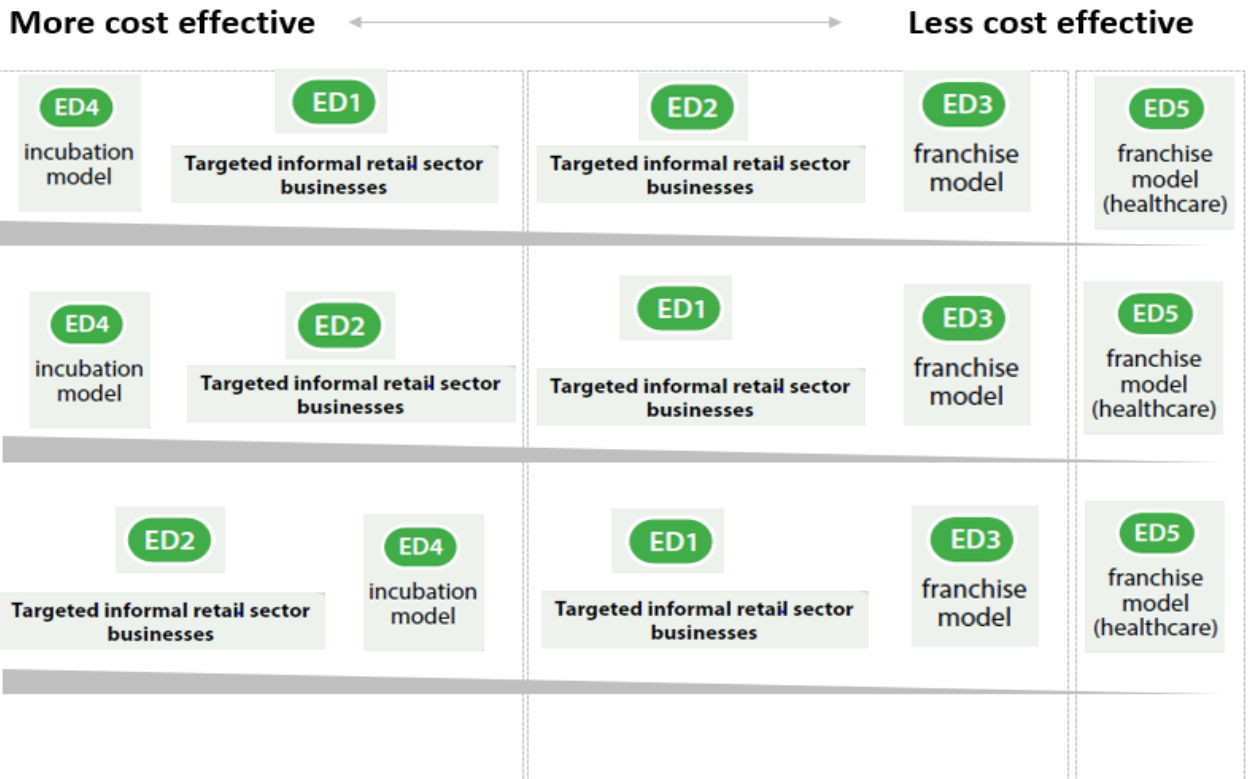 More cost effective
Less cost effective
ED4
incubation
model
ED1
Targeted informal retail sector
businesses
ED2
Targeted informal retail sector
businesses
ED3
franchise
model
ED5
franchise
model
(healthcare)
ED4
incubation
model
ED2
Targeted informal retail sector
businesses
ED1
Targeted informal retail sector
businesses
ED3
franchise
model
ED5
franchise
model
(healthcare)
ED2
Targeted informal retail sector
businesses
ED4
incubation
model
ED1
Targeted informal retail sector
businesses
ED3
franchise
model
ED5
franchise
model
(healthcare)